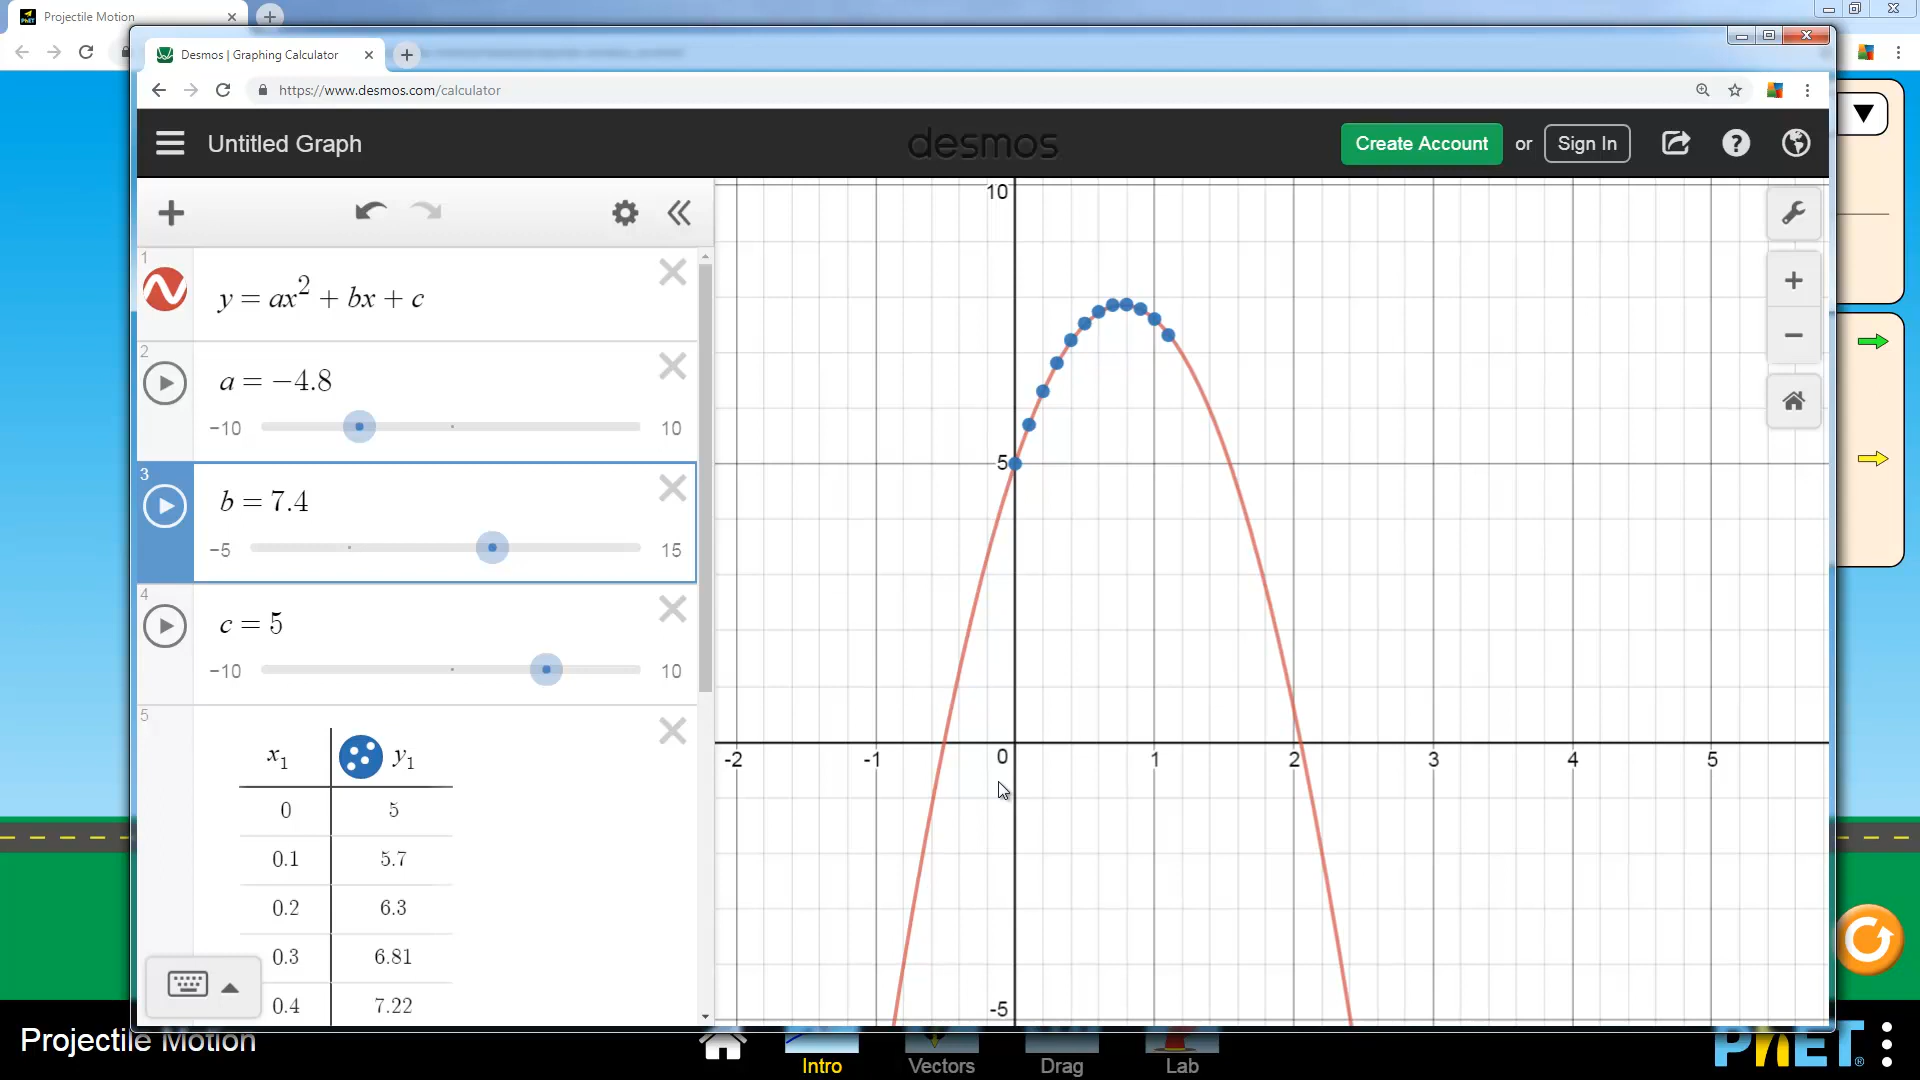 Projectile Motion
Desmos | Graphing Calculator
https://www.desmos.com/calculator
Untitled Graph
desmos
Create Account
or
Sign In
1
y = ax² + bx + c
2
a = −4.8
−10
10
3
b = 7.4
−5
15
4
c = 5
−10
10
5
x₁ y₁
0 5
0.1 5.7
0.2 6.3
0.3 6.81
0.4 7.22
10
5
-2 -1 0 1 2 3 4 5
-5
Projectile Motion
Intro
Vectors
Drag
Lab
PhET